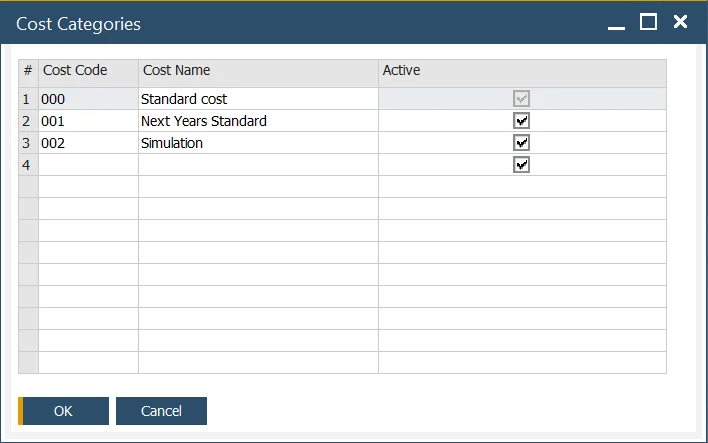 Cost Categories
# Cost Code Cost Name Active
1 000 Standard cost
2 001 Next Years Standard
3 002 Simulation
4
OK Cancel